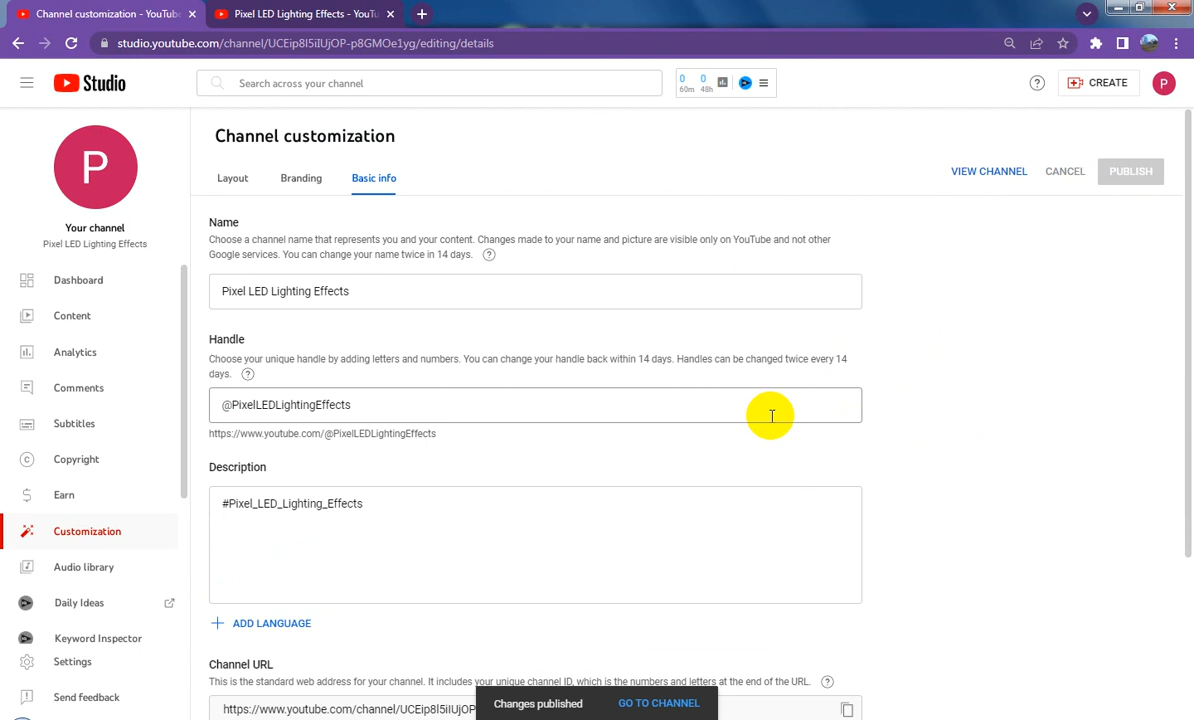 Channel customization - YouTube
Pixel LED Lighting Effects - YouTu
studio.youtube.com/channel/UCEip8I5iIUjOP-p8GMOe1yg/editing/details
Studio
Search across your channel
0 0
60m 48h
CREATE
P
P
Your channel
Pixel LED Lighting Effects
Dashboard
Content
Analytics
Comments
Subtitles
Copyright
Earn
Customization
Audio library
Daily Ideas
Keyword Inspector
Settings
Send feedback
Channel customization
Layout
Branding
Basic info
VIEW CHANNEL
CANCEL
PUBLISH
Name
Choose a channel name that represents you and your content. Changes made to your name and picture are visible only on YouTube and not other
Google services. You can change your name twice in 14 days.
Pixel LED Lighting Effects
Handle
Choose your unique handle by adding letters and numbers. You can change your handle back within 14 days. Handles can be changed twice every 14
days.
@PixelLEDLightingEffects
https://www.youtube.com/@PixelLEDLightingEffects
Description
#Pixel_LED_Lighting_Effects
ADD LANGUAGE
Channel URL
This is the standard web address for your channel. It includes your unique channel ID, which is the numbers and letters at the end of the URL.
https://www.youtube.com/channel/UCEip8I5iIUjOP
Changes published
GO TO CHANNEL